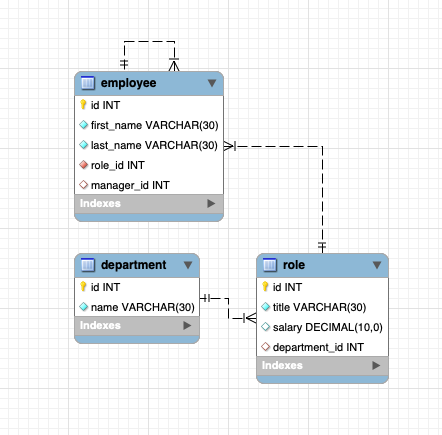 employee
id INT
first_name VARCHAR(30)
last_name VARCHAR(30)
role_id INT
manager_id INT
Indexes
department
id INT
name VARCHAR(30)
Indexes
role
id INT
title VARCHAR(30)
salary DECIMAL(10,0)
department_id INT
Indexes